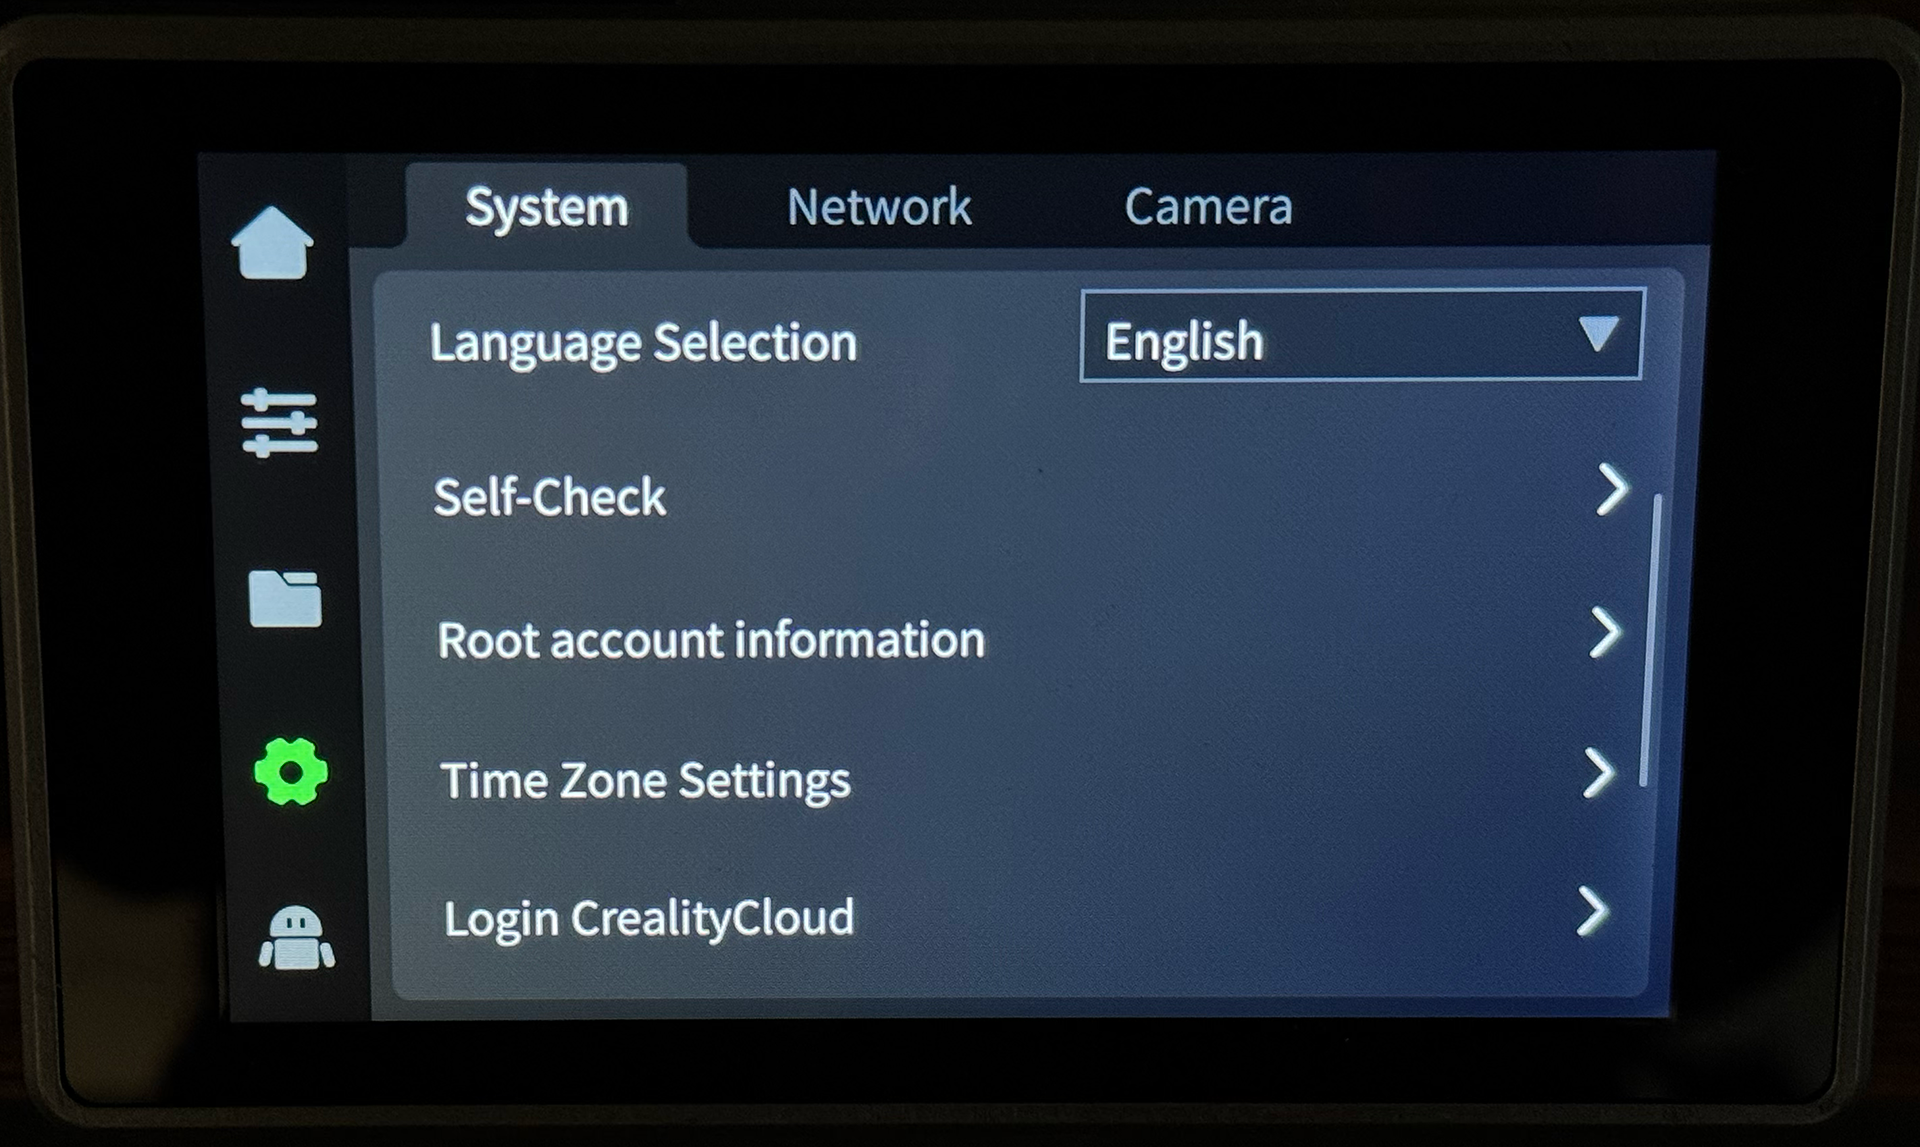 System
Network
Camera
Language Selection
English
Self-Check
Root account information
Time Zone Settings
Login CrealityCloud